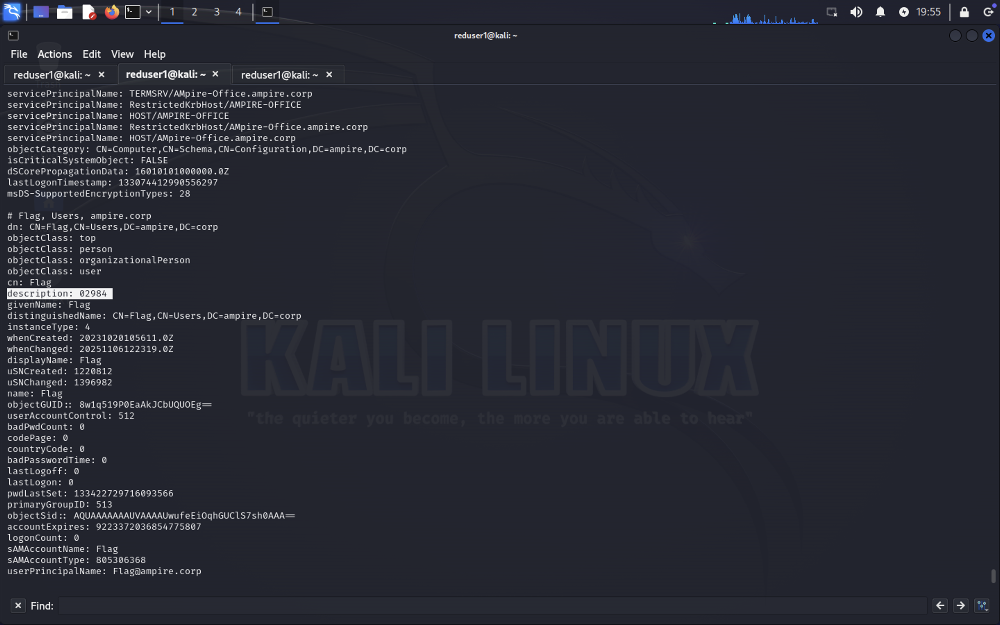 1 2 3 4 19:55
reduser1@kali: ~
File Actions Edit View Help
reduser1@kali: ~ reduser1@kali: ~ reduser1@kali: ~
Trash
servicePrincipalName: TERMSRV/AMpire-Office.ampire.corp
servicePrincipalName: RestrictedKrbHost/AMPIRE-OFFICE
servicePrincipalName: HOST/AMPIRE-OFFICE
servicePrincipalName: RestrictedKrbHost/AMpire-Office.ampire.corp
servicePrincipalName: HOST/AMpire-Office.ampire.corp
objectCategory: CN=Computer,CN=Schema,CN=Configuration,DC=ampire,DC=corp
isCriticalSystemObject: FALSE
dSCorePropagationData: 16010101000000.0Z
lastLogonTimestamp: 133074412990556297
msDS-SupportedEncryptionTypes: 28
# Flag, Users, ampire.corp
dn: CN=Flag,CN=Users,DC=ampire,DC=corp
objectClass: top
objectClass: person
objectClass: organizationalPerson
objectClass: user
cn: Flag
description: 02984
givenName: Flag
distinguishedName: CN=Flag,CN=Users,DC=ampire,DC=corp
instanceType: 4
whenCreated: 20231020105611.0Z
whenChanged: 20251106122319.0Z
displayName: Flag
uSNCreated: 1220812
uSNChanged: 1396982
name: Flag
objectGUID:: 8w1q519P0EaAkJCbUQUOEg==
userAccountControl: 512
badPwdCount: 0
codePage: 0
countryCode: 0
badPasswordTime: 0
lastLogoff: 0
lastLogon: 0
pwdLastSet: 133422729716093566
primaryGroupID: 513
objectSid:: AQUAAAAAAAUVAAAAUwufeEiOqhGUClS7sh0AAA==
accountExpires: 9223372036854775807
logonCount: 0
sAMAccountName: Flag
sAMAccountType: 805306368
userPrincipalName: Flag@ampire.corp
KALI LINUX
"the quieter you become, the more you are able to hear"
Find: